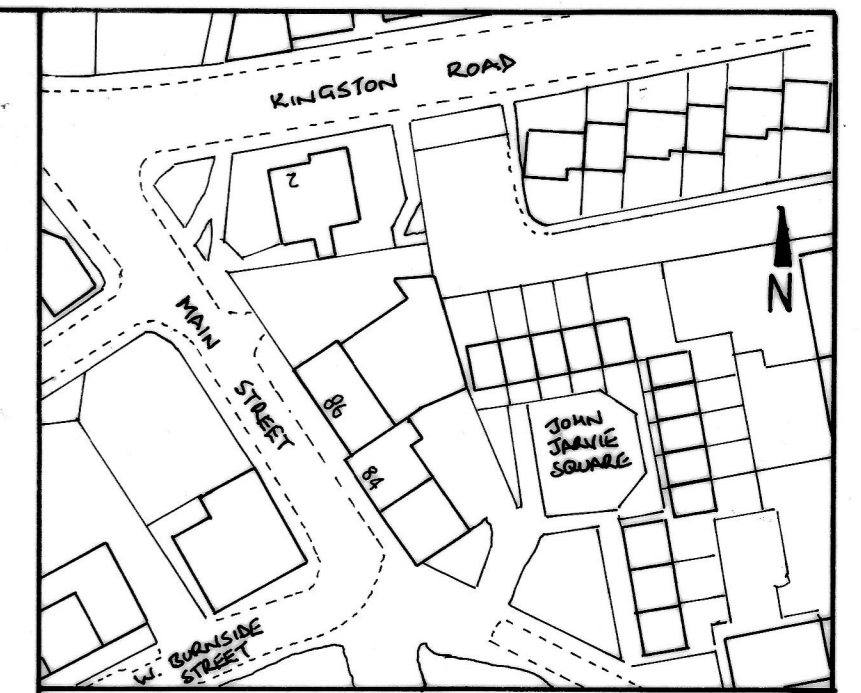 KINGSTON ROAD
2
N
MAIN
STREET
86
84
JOHN
JARVIE
SQUARE
W. BURNSIDE
STREET